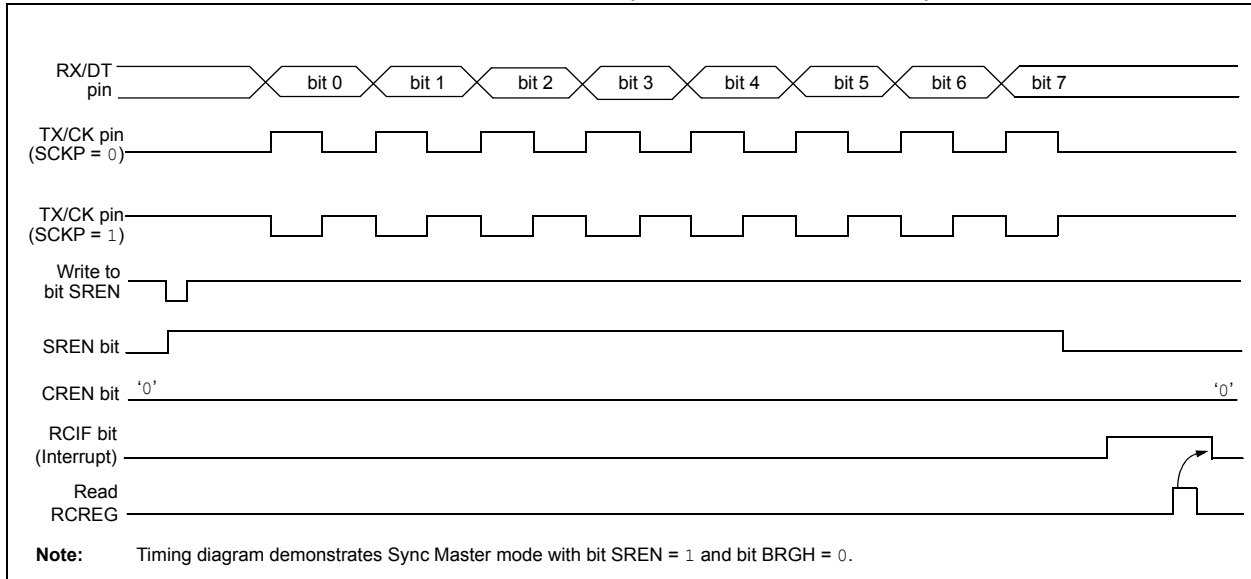 RX/DT
pin
bit 0 bit 1 bit 2 bit 3 bit 4 bit 5 bit 6 bit 7
TX/CK pin
(SCKP = 0)
TX/CK pin
(SCKP = 1)
Write to
bit SREN
SREN bit
CREN bit ‘0’ ‘0’
RCIF bit
(Interrupt)
Read
RCREG
Note: Timing diagram demonstrates Sync Master mode with bit SREN = 1 and bit BRGH = 0.